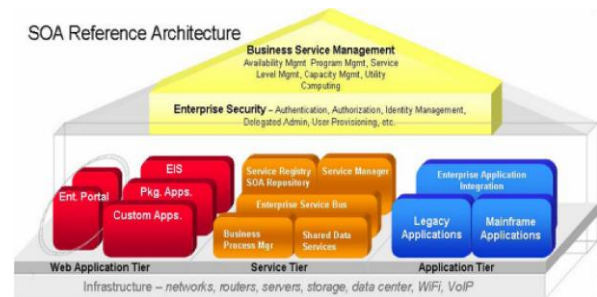 SOA Reference Architecture
Business Service Management
Availability Mgmt Program Mgmt, Service
Level Mgmt, Capacity Mgmt, Utility
Computing
Enterprise Security – Authentication, Authorization, Identity Management,
Delegated Admin, User Provisioning, etc.
Ent. Portal
EIS
Pkg. Apps.
Custom Apps.
Service Registry
SOA Repository
Service Manager
Enterprise Service Bus
Business
Process Mgr
Shared Data
Services
Enterprise Application
Integration
Legacy
Applications
Mainframe
Applications
Web Application Tier
Service Tier
Application Tier
Infrastructure – networks, routers, servers, storage, data center, WiFi, VoIP